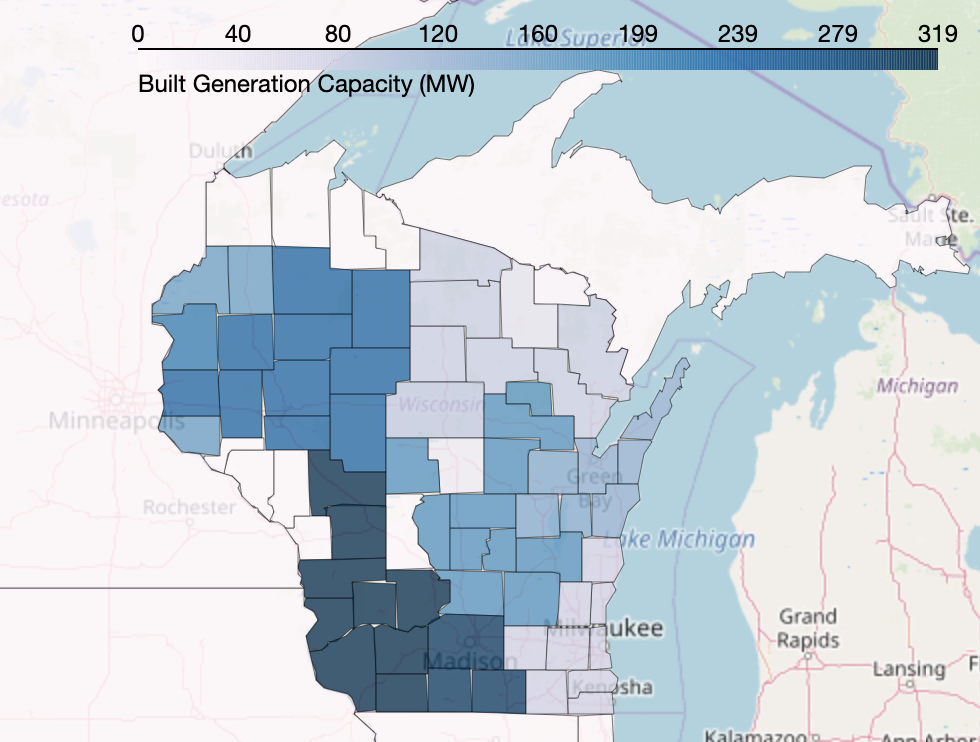 0 40 80 120 160 199 239 279 319
Lake Superior
Built Generation Capacity (MW)
Duluth
esota
Sault Ste.
Marie
Michigan
Minneapolis
Wisconsin
Green
Bay
Rochester
Lake Michigan
Grand
Rapids
Milwaukee
Madison
Lansing
F
Kenosha
Kalamazoo
Ann Arbor